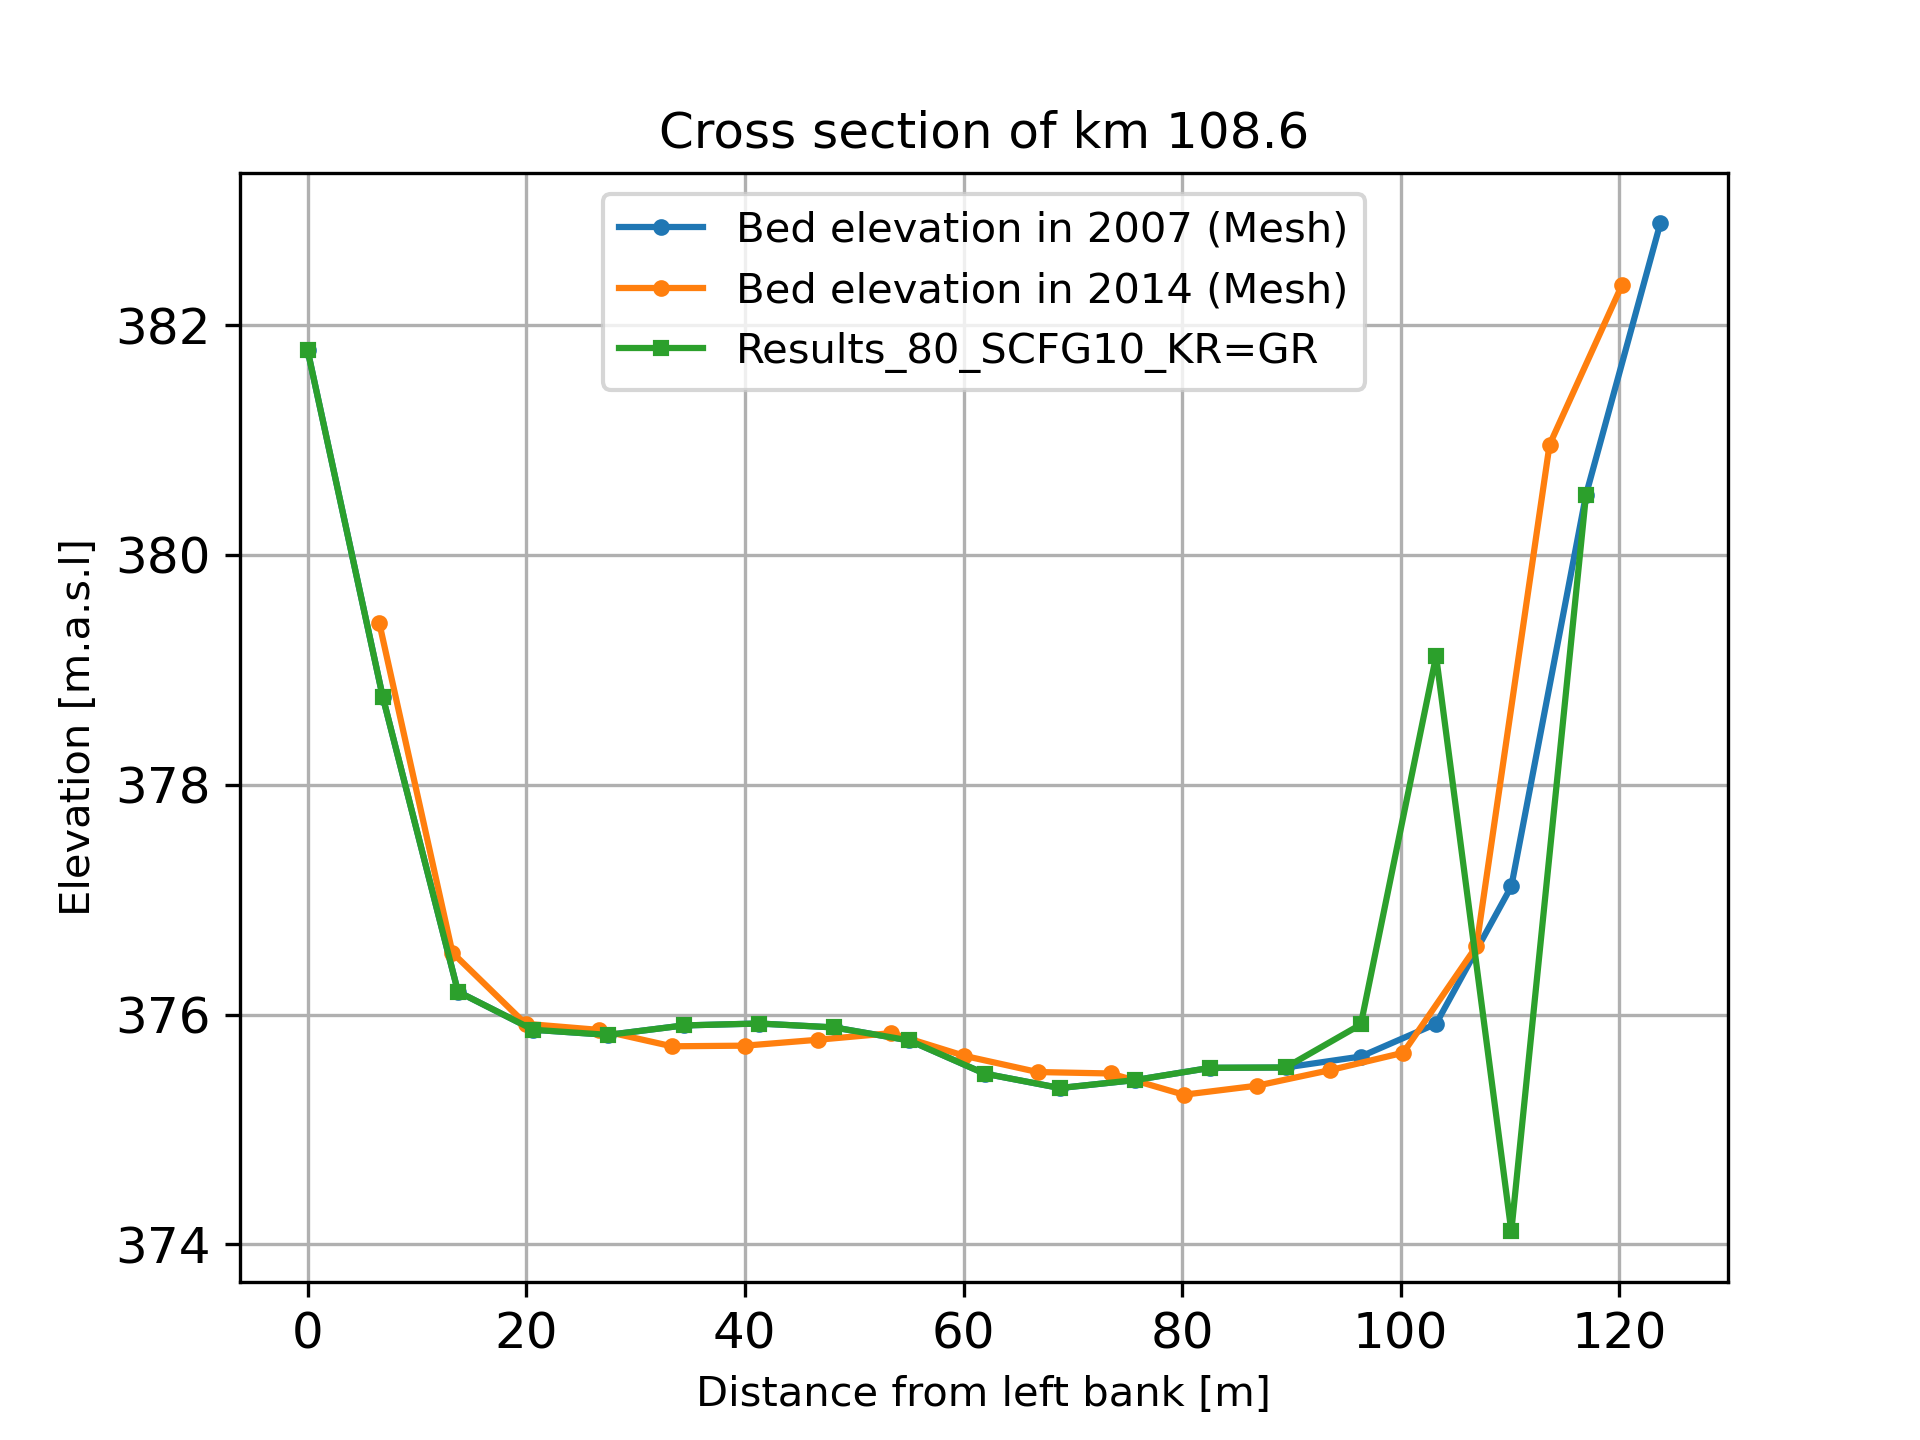 Cross section of km 108.6
Bed elevation in 2007 (Mesh)
Bed elevation in 2014 (Mesh)
Results_80_SCFG10_KR=GR
Elevation [m.a.s.l]
382
380
378
376
374
0 20 40 60 80 100 120
Distance from left bank [m]